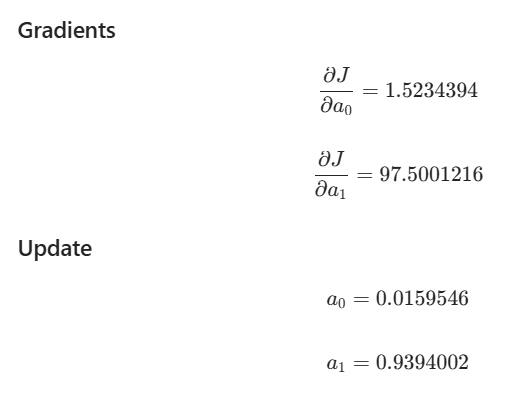 Gradients
∂J/∂a₀ = 1.5234394
∂J/∂a₁ = 97.5001216
Update
a₀ = 0.0159546
a₁ = 0.9394002